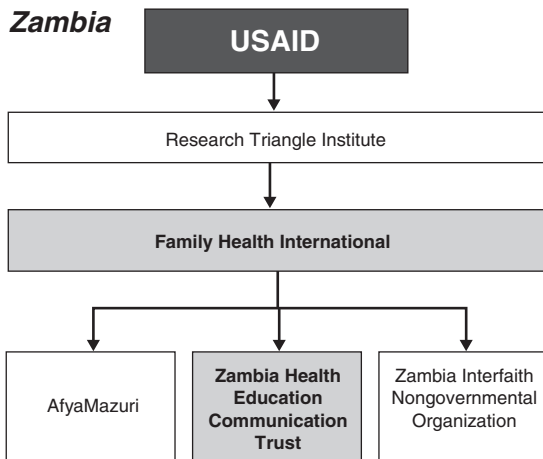 Zambia
USAID
Research Triangle Institute
Family Health International
AfyaMazuri
Zambia Health
Education
Communication
Trust
Zambia Interfaith
Nongovernmental
Organization